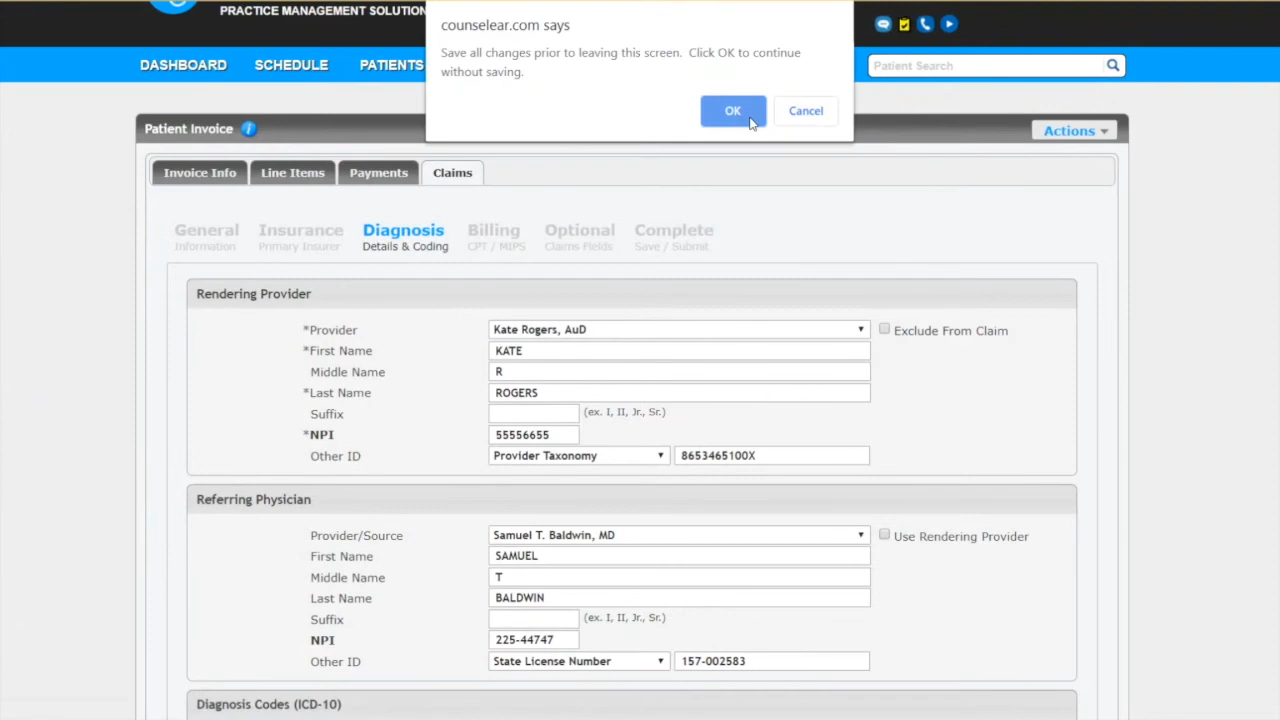 PRACTICE MANAGEMENT SOLUTION
counselear.com says
Save all changes prior to leaving this screen. Click OK to continue
without saving.
OK
Cancel
DASHBOARD
SCHEDULE
PATIENTS
Patient Search
Patient Invoice
Actions
Invoice Info
Line Items
Payments
Claims
General
Information
Insurance
Primary Insurer
Diagnosis
Details & Coding
Billing
CPT / MIPS
Optional
Claims Fields
Complete
Save / Submit
Rendering Provider
*Provider Kate Rogers, AuD Exclude From Claim
*First Name KATE
Middle Name R
*Last Name ROGERS
Suffix (ex. I, II, Jr., Sr.)
*NPI 55556655
Other ID Provider Taxonomy 8653465100X
Referring Physician
Provider/Source Samuel T. Baldwin, MD Use Rendering Provider
First Name SAMUEL
Middle Name T
Last Name BALDWIN
Suffix (ex. I, II, Jr., Sr.)
NPI 225-44747
Other ID State License Number 157-002583
Diagnosis Codes (ICD-10)